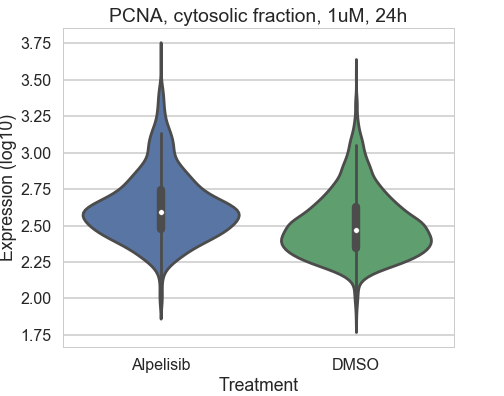 PCNA, cytosolic fraction, 1uM, 24h
Expression (log10)
3.75
3.50
3.25
3.00
2.75
2.50
2.25
2.00
1.75
Alpelisib DMSO
Treatment